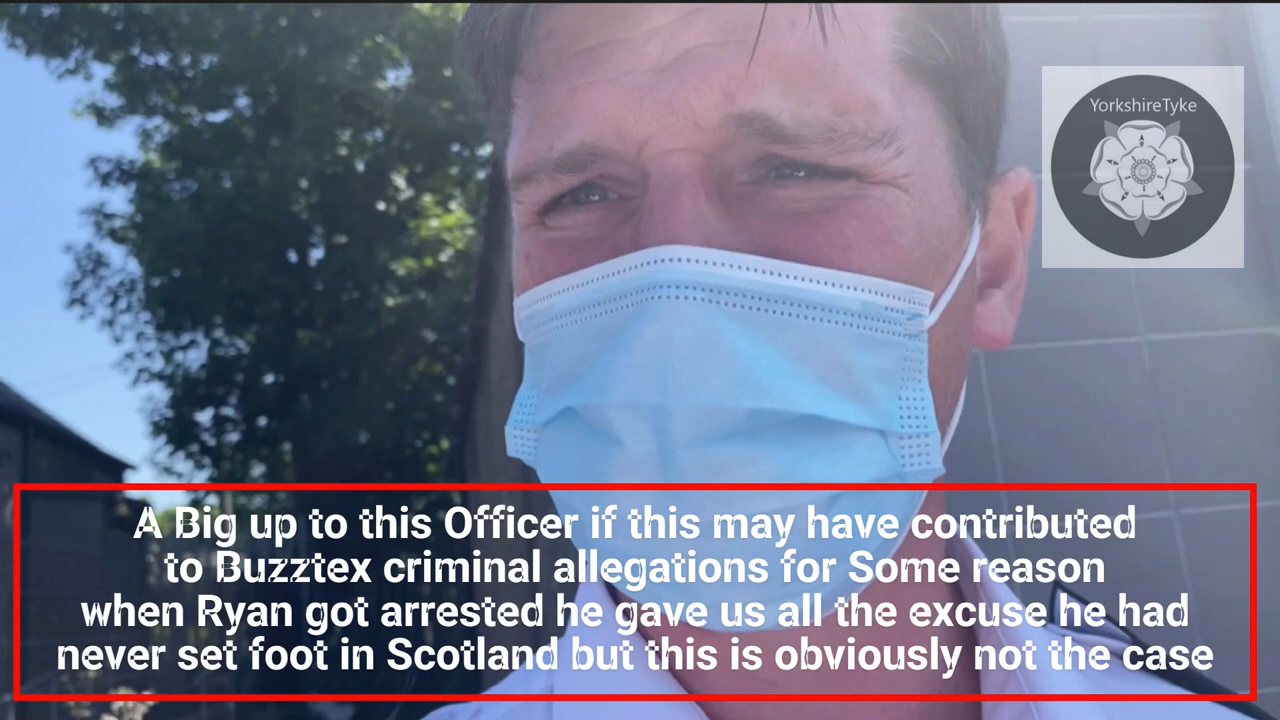 YorkshireTyke
A Big up to this Officer if this may have contributed
to Buzztex criminal allegations for Some reason
when Ryan got arrested he gave us all the excuse he had
never set foot in Scotland but this is obviously not the case